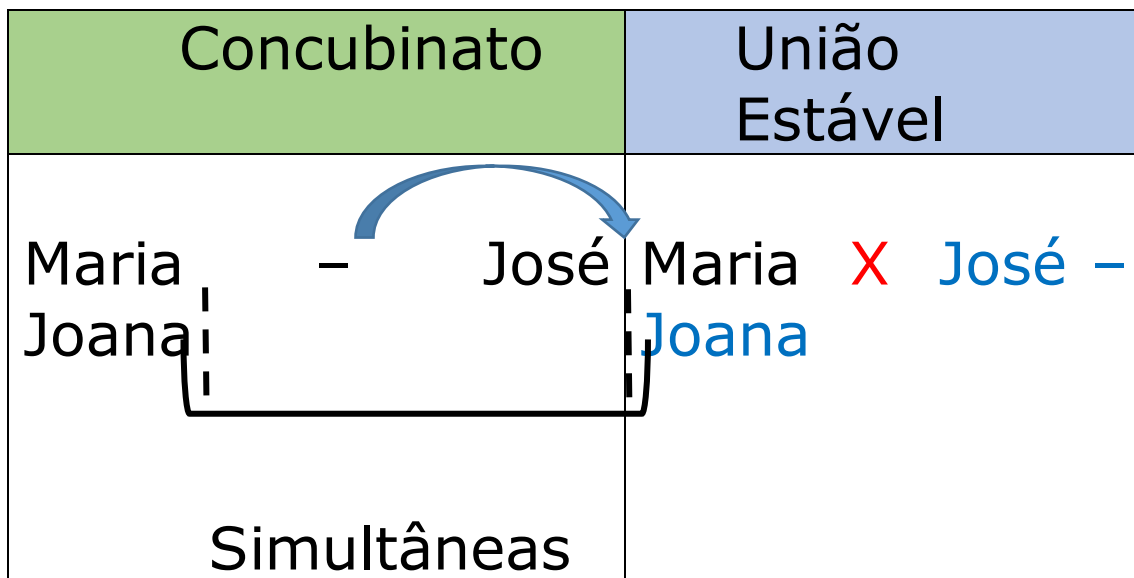 Concubinato
União
Estável
Maria – José
Joana
Maria X José –
Joana
Simultâneas